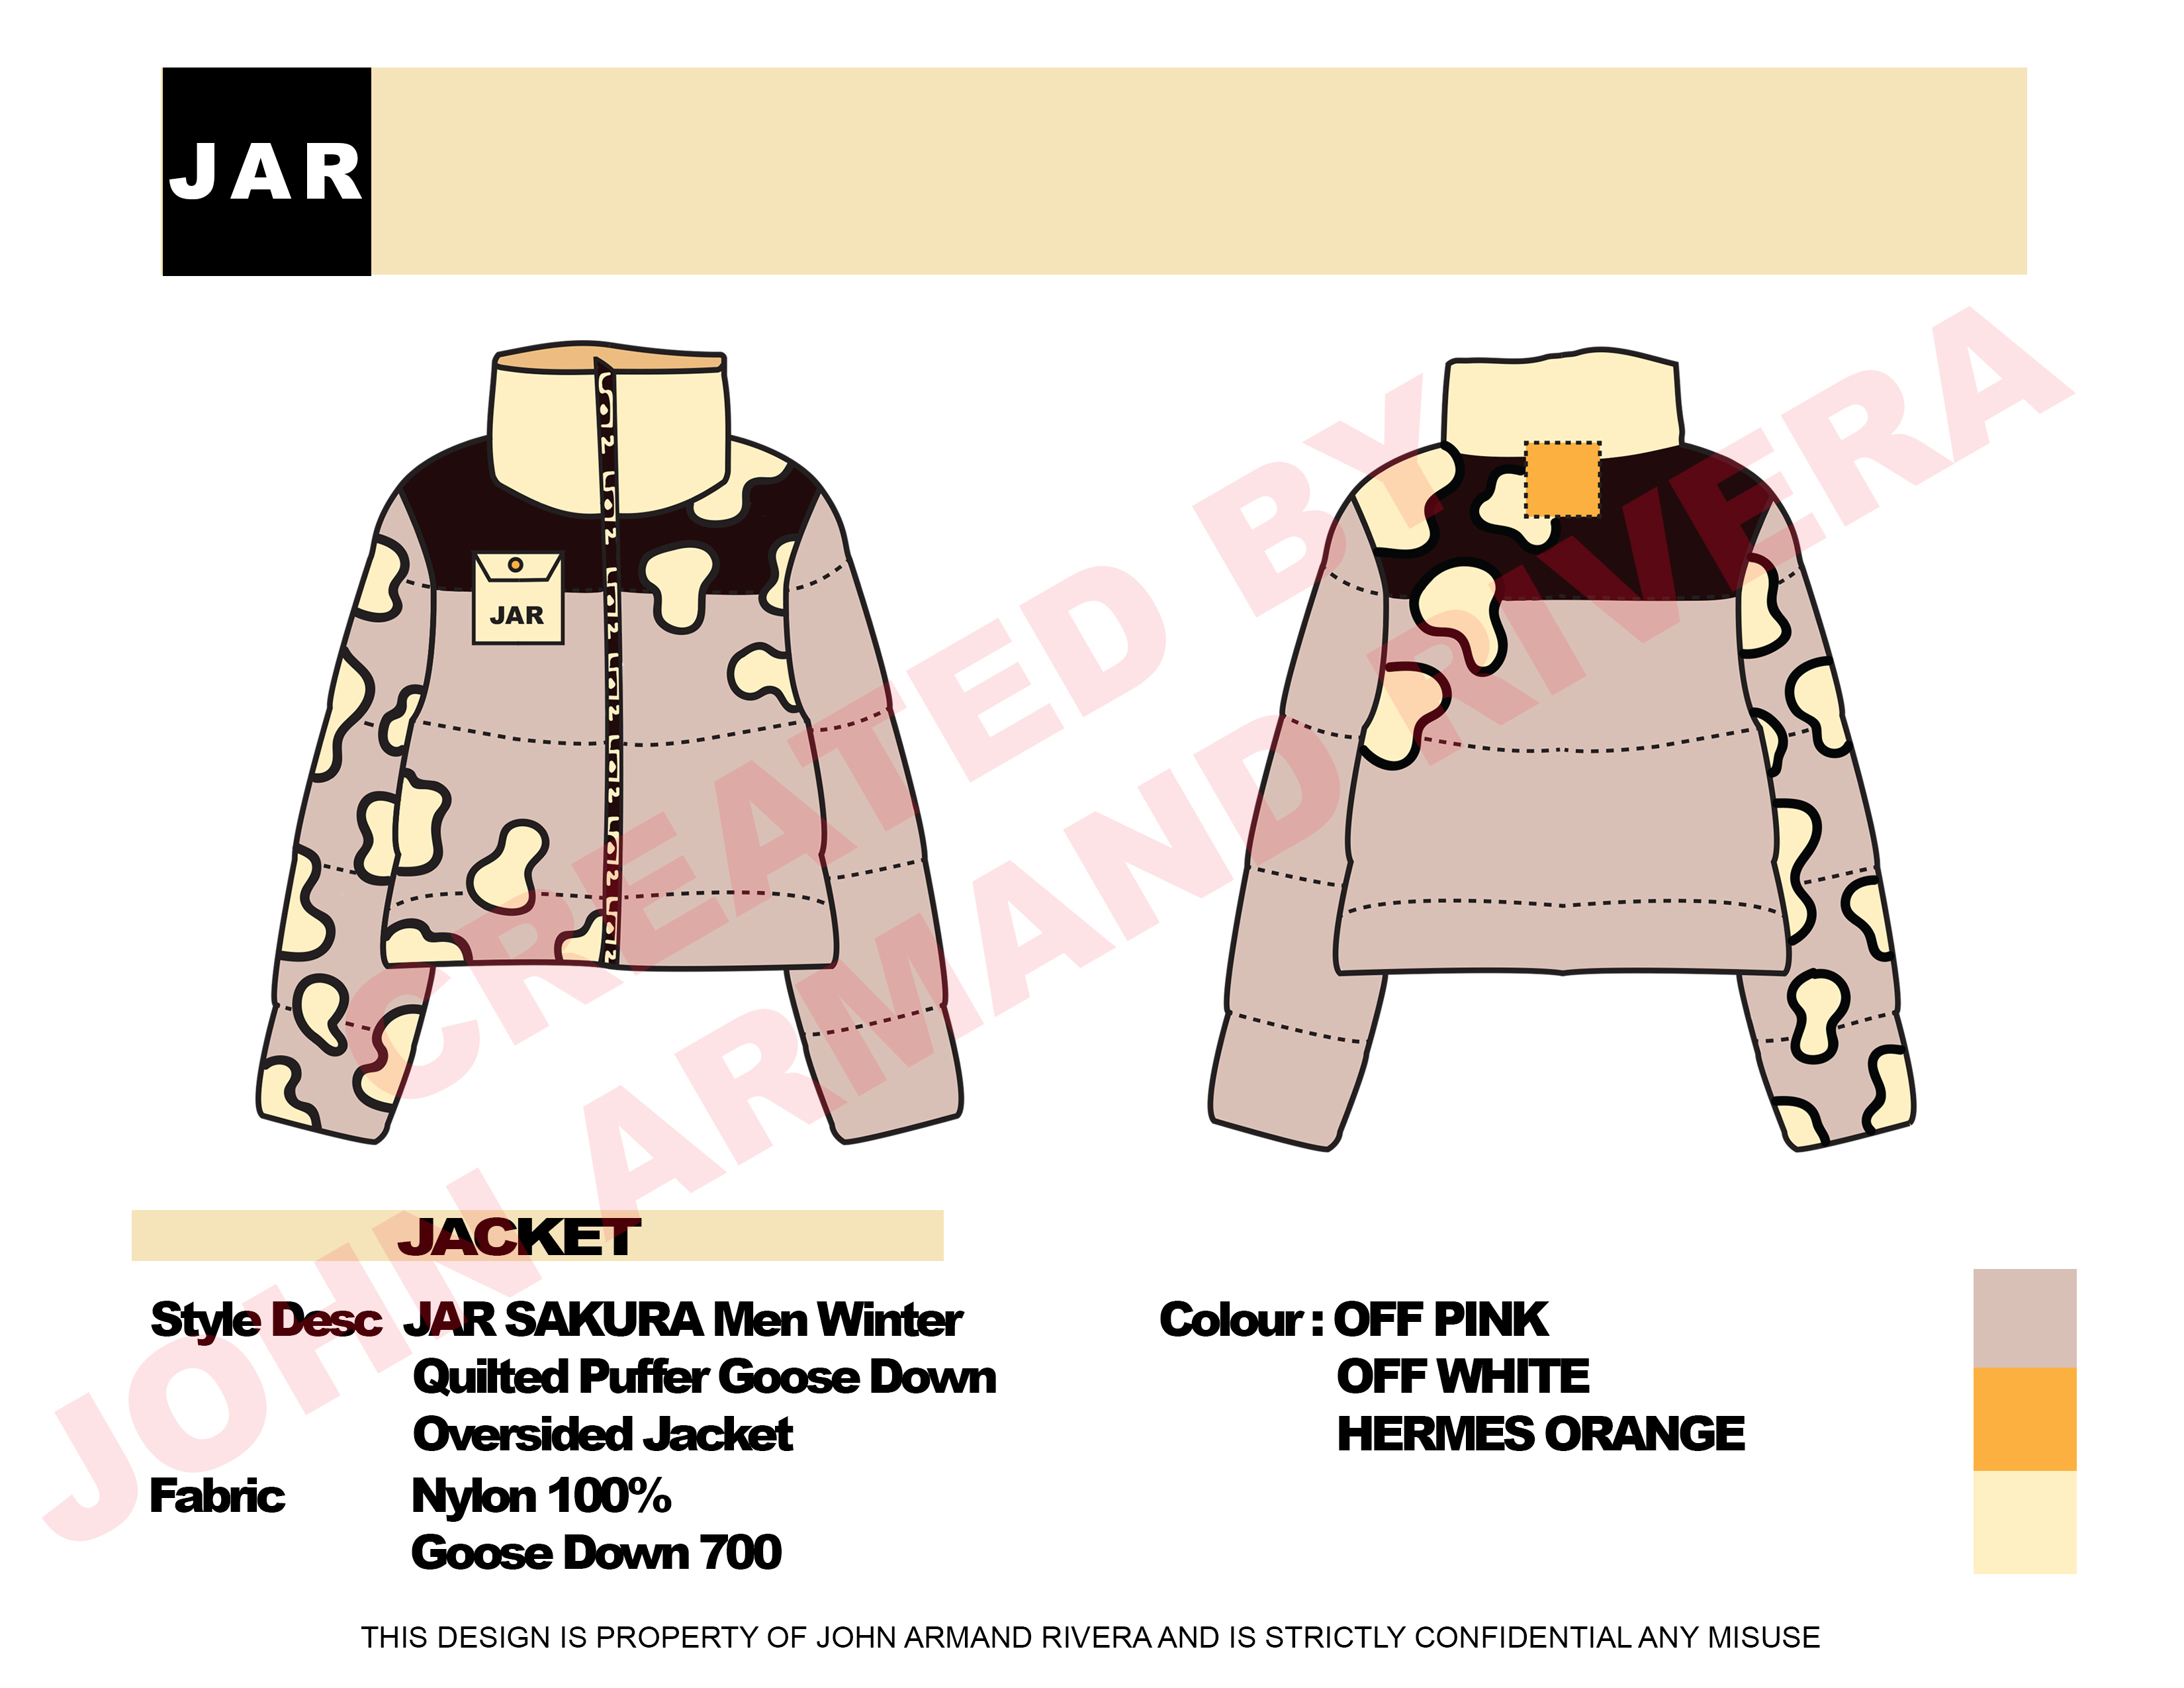 JAR
JAR
CREATED BY
JOHN ARMAND RIVERA
JACKET
Style Desc JAR SAKURA Men Winter
Quilted Puffer Goose Down
Oversided Jacket
Fabric Nylon 100%
Goose Down 700
Colour : OFF PINK
OFF WHITE
HERMES ORANGE
THIS DESIGN IS PROPERTY OF JOHN ARMAND RIVERA AND IS STRICTLY CONFIDENTIAL ANY MISUSE